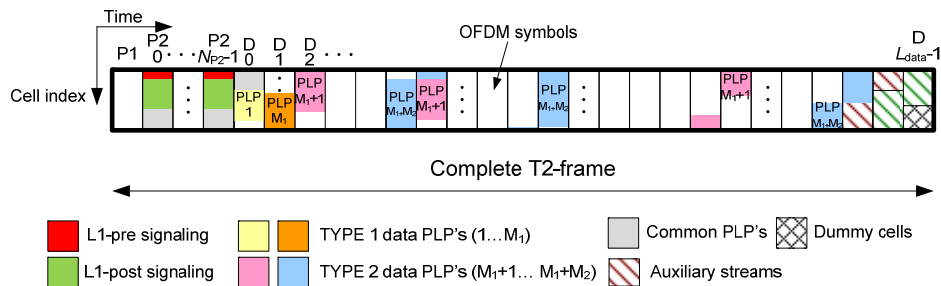 Time
OFDM symbols
P1
P2
0
· · ·
P2
N_P2-1
D
0
D
1
D
2
· · ·
D
L_data-1
Cell index
PLP
1
PLP
M₁
PLP
M₁+1
PLP
M₁+M₂
PLP
M₁+1
PLP
M₁+M₂
PLP
M₁+1
PLP
M₁+M₂
Complete T2-frame
L1-pre signaling
TYPE 1 data PLP's (1...M₁)
Common PLP's
Dummy cells
L1-post signaling
TYPE 2 data PLP's (M₁+1... M₁+M₂)
Auxiliary streams